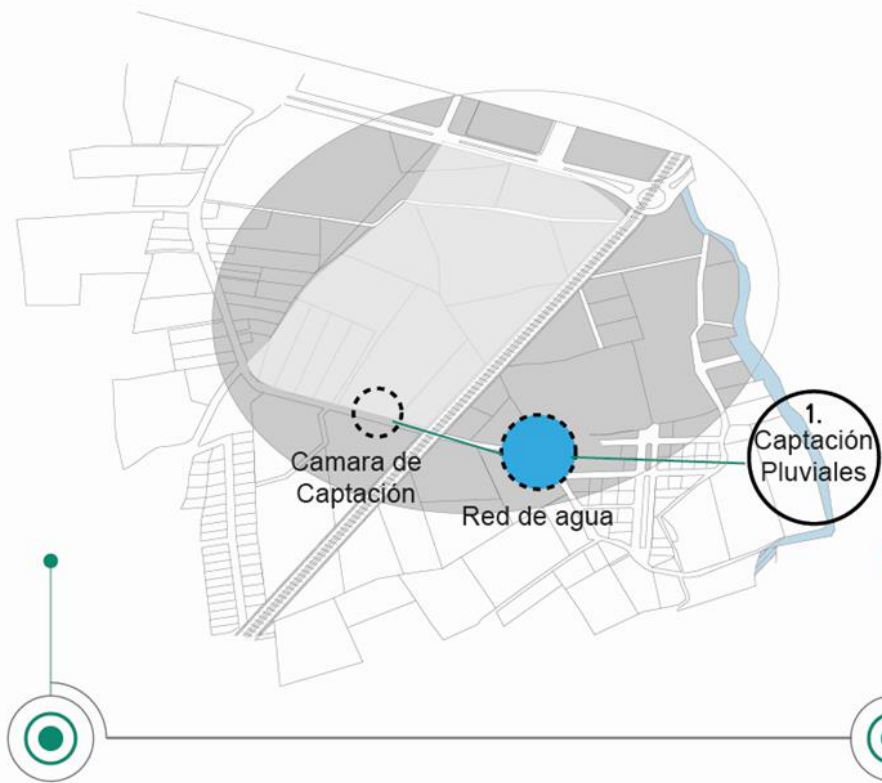 Camara de
Captación
Red de agua
1.
Captación
Pluviales